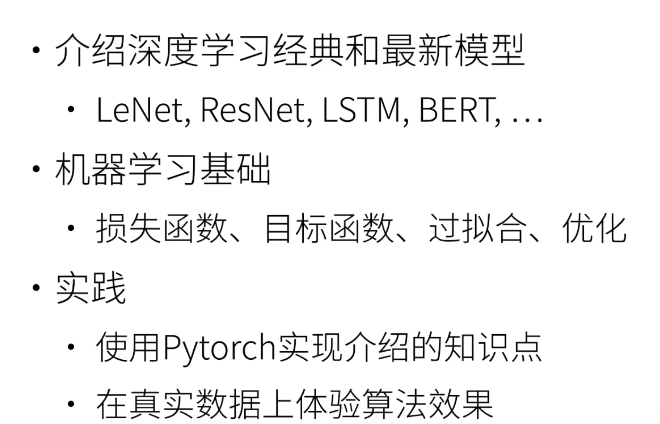 • 介绍深度学习经典和最新模型
• LeNet, ResNet, LSTM, BERT, …
• 机器学习基础
• 损失函数、目标函数、过拟合、优化
• 实践
• 使用Pytorch实现介绍的知识点
• 在真实数据上体验算法效果